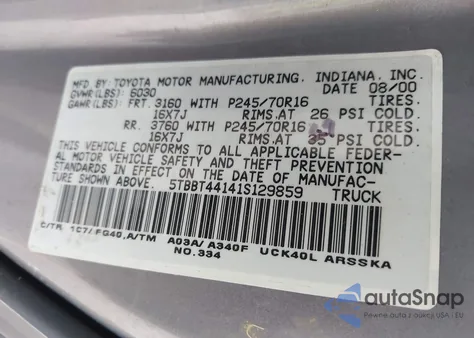 MFD. BY: TOYOTA MOTOR MANUFACTURING, INDIANA, INC.
GVWR(LBS): 6030 DATE: 08/00
GAWR(LBS): FRT. 3160 WITH P245/70R16 TIRES.
16X7J RIMS.AT 26 PSI COLD.
RR. 3760 WITH P245/70R16 TIRES.
16X7J RIMS.AT 35 PSI COLD.
THIS VEHICLE CONFORMS TO ALL APPLICABLE FEDER-
AL MOTOR VEHICLE SAFETY AND THEFT PREVENTION
STANDARDS IN EFFECT ON THE DATE OF MANUFAC-
TURE SHOWN ABOVE. 5TBBT44141S129859 TRUCK
C/TR 1C7/ FG40,A/TM A03A/ A340F UCK40L ARSSKA
NO.334
autoSnap
Pewne auto z USA i EU